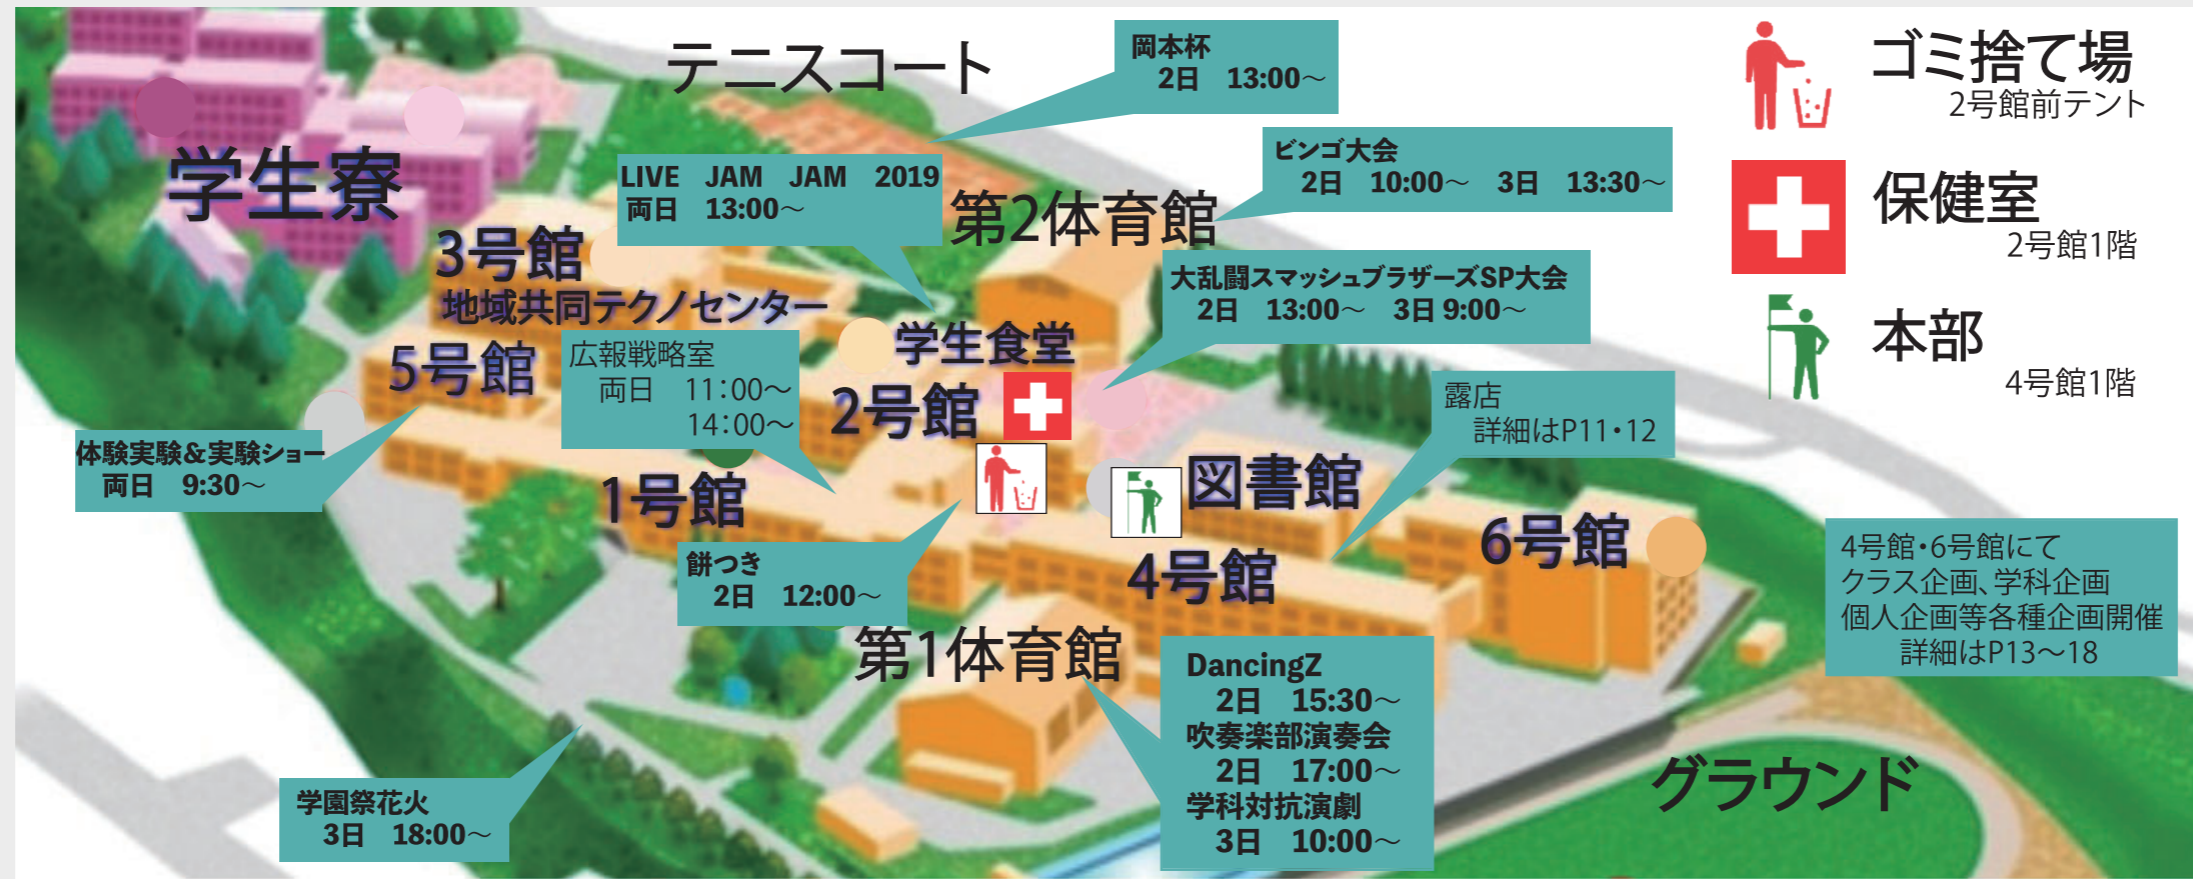 テニスコート
岡本杯
2日 13:00～
ゴミ捨て場
2号館前テント
学生寮
LIVE JAM JAM 2019
両日 13:00～
第2体育館
ビンゴ大会
2日 10:00～ 3日 13:30～
保健室
2号館1階
3号館
地域共同テクノセンター
大乱闘スマッシュブラザーズSP大会
2日 13:00～ 3日 9:00～
本部
4号館1階
5号館
広報戦略室
両日 11：00～
14：00～
学生食堂
2号館
露店
詳細はP11・12
体験実験＆実験ショー
両日 9:30～
1号館
図書館
餅つき
2日 12:00～
4号館
6号館
4号館・6号館にて
クラス企画、学科企画
個人企画等各種企画開催
詳細はP13～18
第1体育館
DancingZ
2日 15:30～
吹奏楽部演奏会
2日 17:00～
学科対抗演劇
3日 10:00～
学園祭花火
3日 18:00～
グラウンド